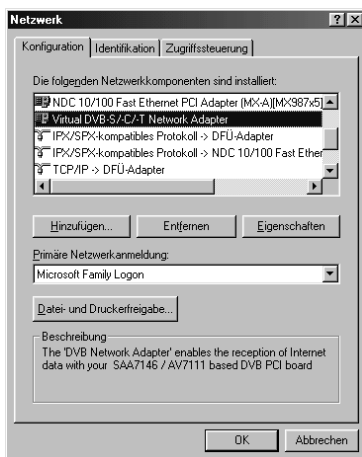 Netzwerk
Konfiguration Identifikation Zugriffssteuerung
Die folgenden Netzwerkkomponenten sind installiert:
NDC 10/100 Fast Ethernet PCI Adapter (MX-A)[MX987x5]
Virtual DVB-S/-C/-T Network Adapter
IPX/SPX-kompatibles Protokoll -> DFÜ-Adapter
IPX/SPX-kompatibles Protokoll -> NDC 10/100 Fast Ether
TCP/IP -> DFÜ-Adapter
Hinzufügen... Entfernen Eigenschaften
Primäre Netzwerkanmeldung:
Microsoft Family Logon
Datei- und Druckerfreigabe...
Beschreibung
The 'DVB Network Adapter' enables the reception of Internet
data with your SAA7146 / AV7111 based DVB PCI board
OK Abbrechen